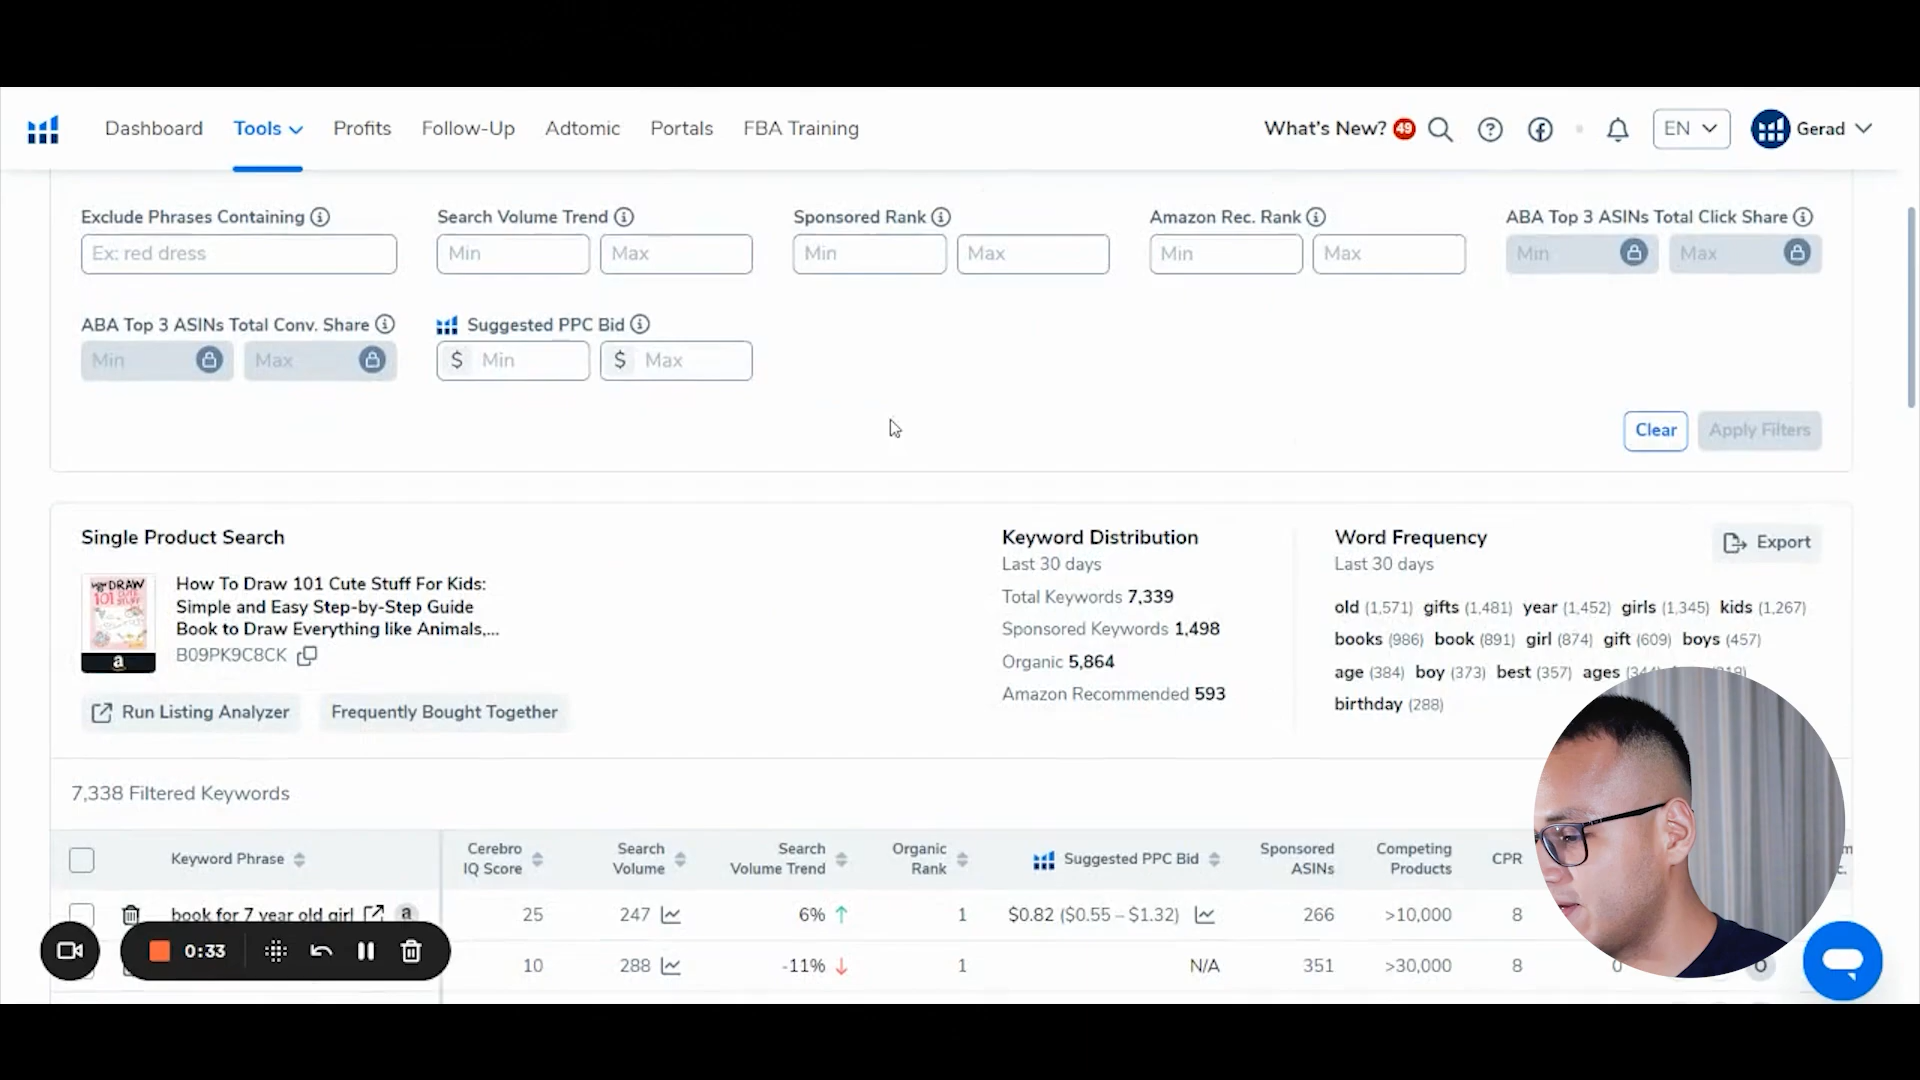 Dashboard Tools Profits Follow-Up Adtomic Portals FBA Training What's New? 49 EN Gerad
Exclude Phrases Containing Search Volume Trend Sponsored Rank Amazon Rec. Rank ABA Top 3 ASINs Total Click Share
Ex: red dress Min Max Min Max Min Max Min Max
ABA Top 3 ASINs Total Conv. Share Suggested PPC Bid
Min Max $ Min $ Max
Clear Apply Filters
Single Product Search
How To Draw 101 Cute Stuff For Kids:
Simple and Easy Step-by-Step Guide
Book to Draw Everything like Animals,...
B09PK9C8CK
Run Listing Analyzer Frequently Bought Together
Keyword Distribution
Last 30 days
Total Keywords 7,339
Sponsored Keywords 1,498
Organic 5,864
Amazon Recommended 593
Word Frequency
Export
Last 30 days
old (1,571) gifts (1,481) year (1,452) girls (1,345) kids (1,267)
books (986) book (891) girl (874) gift (609) boys (457)
age (384) boy (373) best (357) ages
birthday (288)
7,338 Filtered Keywords
Keyword Phrase Cerebro IQ Score Search Volume Search Volume Trend Organic Rank Suggested PPC Bid Sponsored ASINs Competing Products CPR
book for 7 year old girl 25 247 6% 1 $0.82 ($0.55 – $1.32) 266 >10,000 8
10 288 -11% 1 N/A 351 >30,000 8 0
0:33